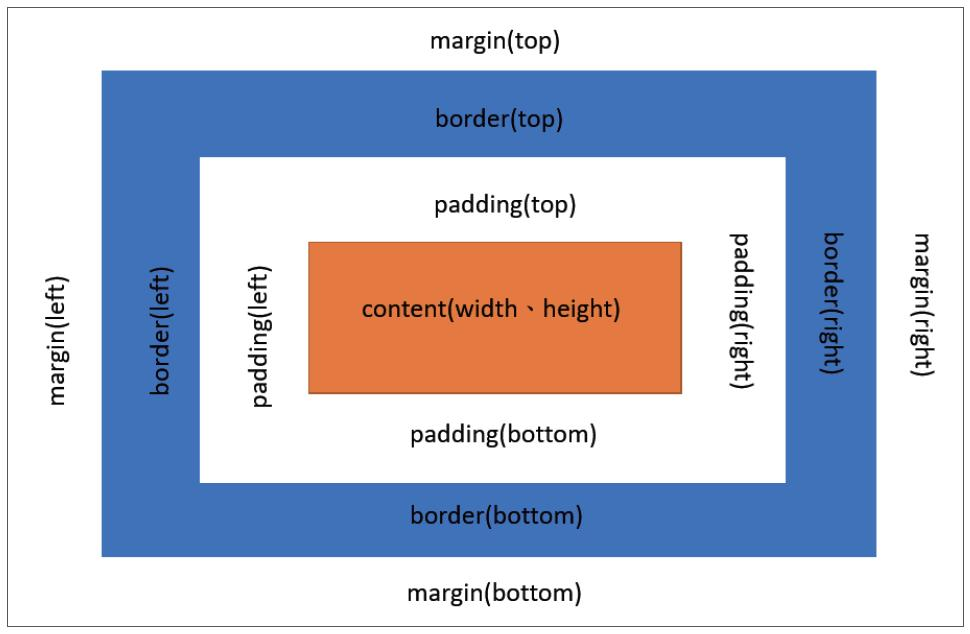 margin(top)
border(top)
padding(top)
margin(left)
border(left)
padding(left)
content(width、height)
padding(right)
border(right)
margin(right)
padding(bottom)
border(bottom)
margin(bottom)